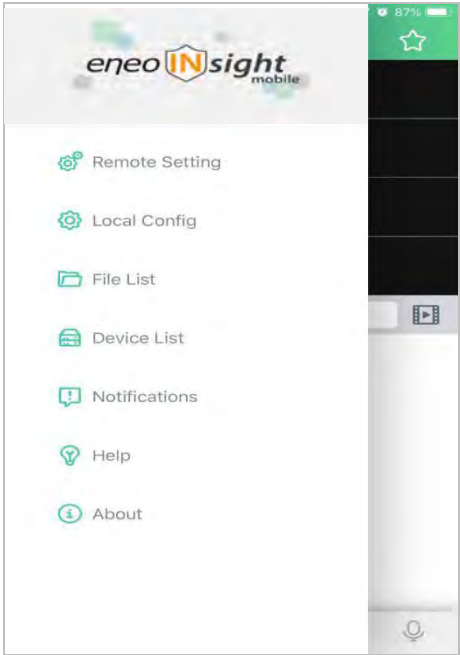 87%
eneo INsight
mobile
Remote Setting
Local Config
File List
Device List
Notifications
Help
About